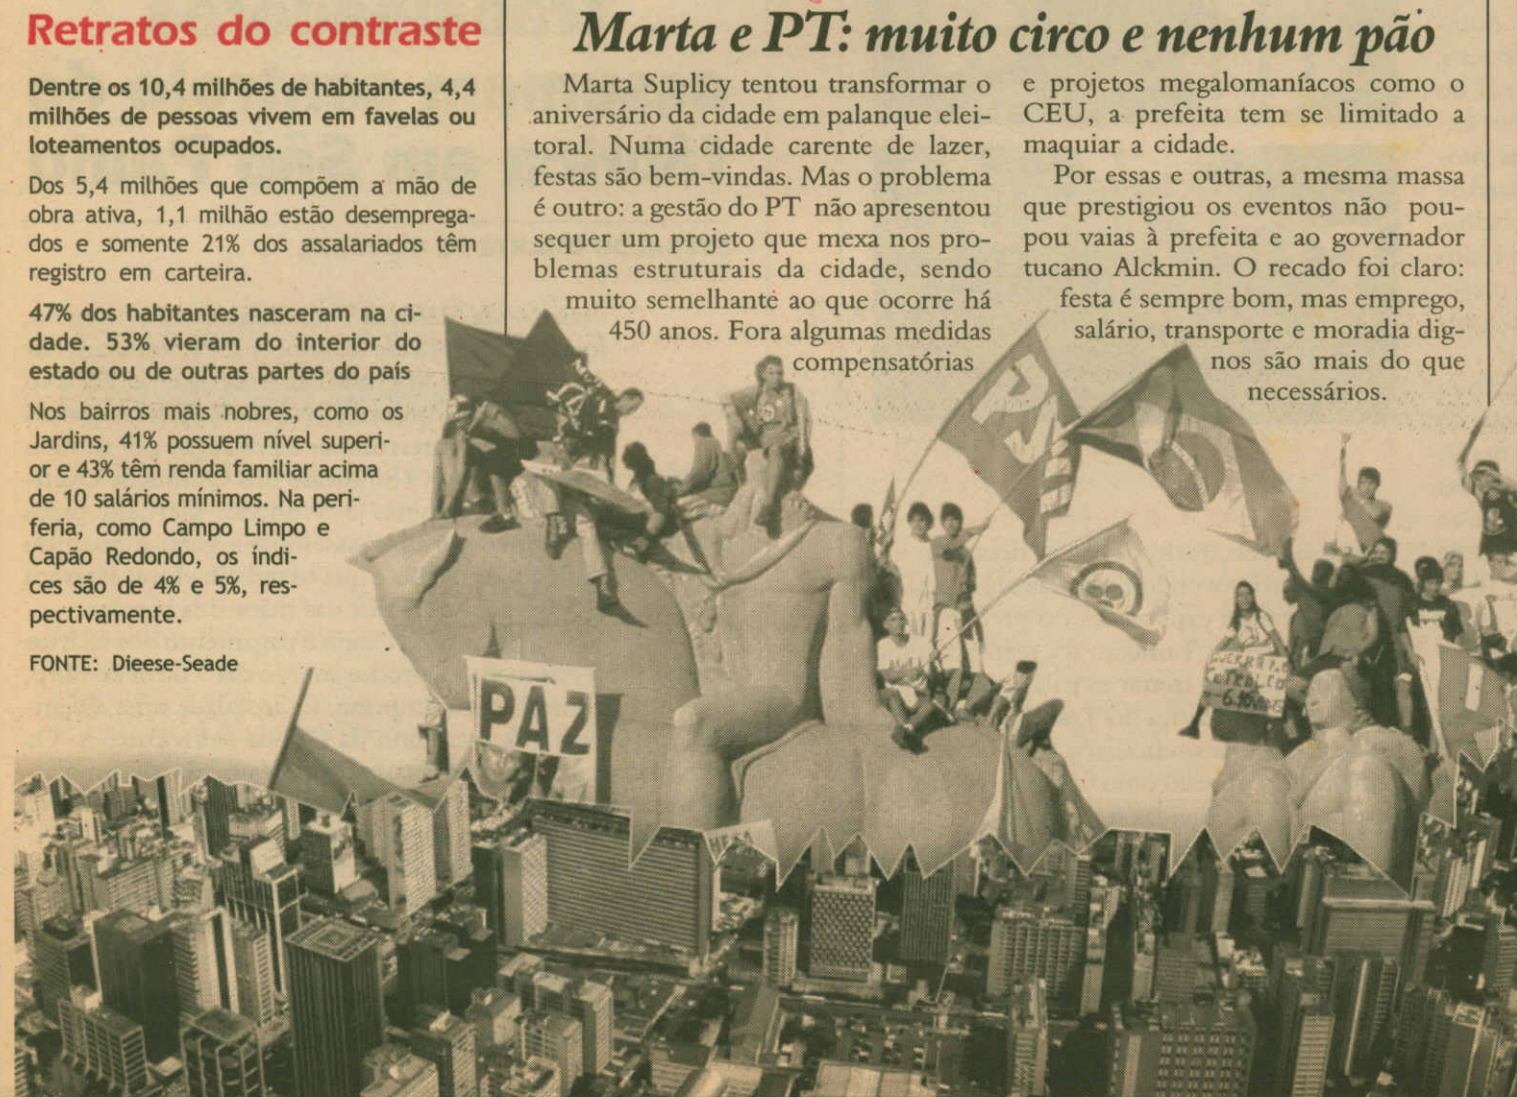 Retratos do contraste
Dentre os 10,4 milhões de habitantes, 4,4
milhões de pessoas vivem em favelas ou
loteamentos ocupados.
Dos 5,4 milhões que compõem a mão de
obra ativa, 1,1 milhão estão desemprega-
dos e somente 21% dos assalariados têm
registro em carteira.
47% dos habitantes nasceram na ci-
dade. 53% vieram do interior do
estado ou de outras partes do país
Nos bairros mais nobres, como os
Jardins, 41% possuem nível superi-
or e 43% têm renda familiar acima
de 10 salários mínimos. Na peri-
feria, como Campo Limpo e
Capão Redondo, os índi-
ces são de 4% e 5%, res-
pectivamente.
FONTE: Dieese-Seade
Marta e PT: muito circo e nenhum pão
Marta Suplicy tentou transformar o
aniversário da cidade em palanque elei-
toral. Numa cidade carente de lazer,
festas são bem-vindas. Mas o problema
é outro: a gestão do PT não apresentou
sequer um projeto que mexa nos pro-
blemas estruturais da cidade, sendo
muito semelhante ao que ocorre há
450 anos. Fora algumas medidas
compensatórias
e projetos megalomaníacos como o
CEU, a prefeita tem se limitado a
maquiar a cidade.
Por essas e outras, a mesma massa
que prestigiou os eventos não pou-
pou vaias à prefeita e ao governador
tucano Alckmin. O recado foi claro:
festa é sempre bom, mas emprego,
salário, transporte e moradia dig-
nos são mais do que
necessários.
PAZ